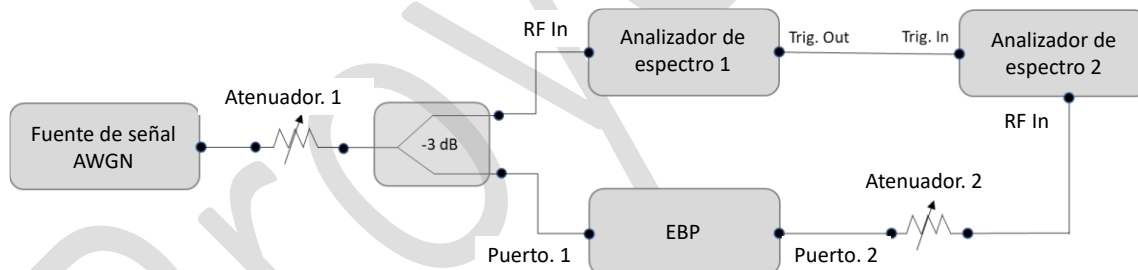 RF In
Analizador de
espectro 1
Trig. Out
Trig. In
Analizador de
espectro 2
RF In
Atenuador. 1
Fuente de señal
AWGN
-3 dB
Atenuador. 2
Puerto. 1
EBP
Puerto. 2